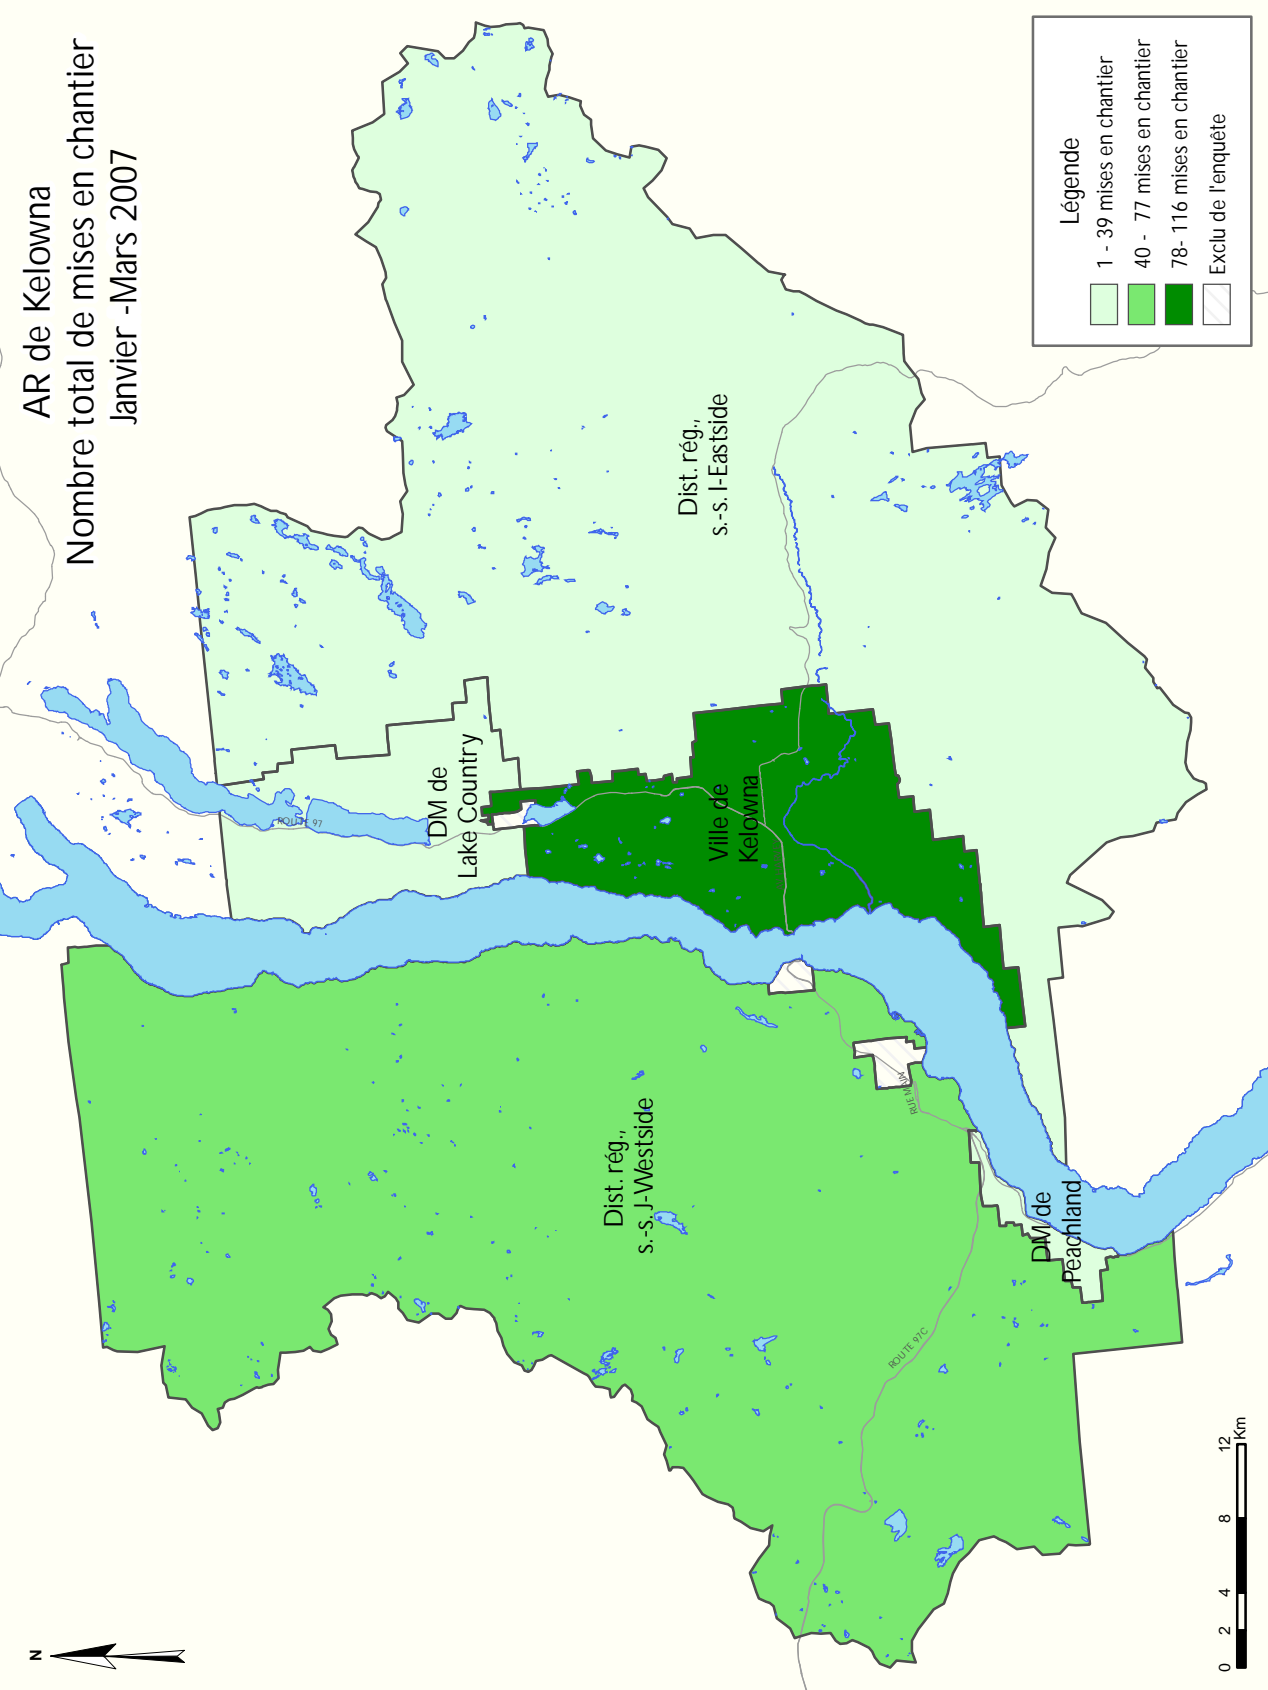 AR de Kelowna
Nombre total de mises en chantier
Janvier -Mars 2007
Légende
1 - 39 mises en chantier
40 - 77 mises en chantier
78- 116 mises en chantier
Exclu de l'enquête
Dist. rég.,
s.-s. I-Eastside
DM de
Lake Country
ROUTE 97
Ville de
Kelowna
Dist. rég.,
s.-s. J-Westside
RUE MAIN
DM de
Peachland
ROUTE 97C
N
0 2 4 8 12
Km